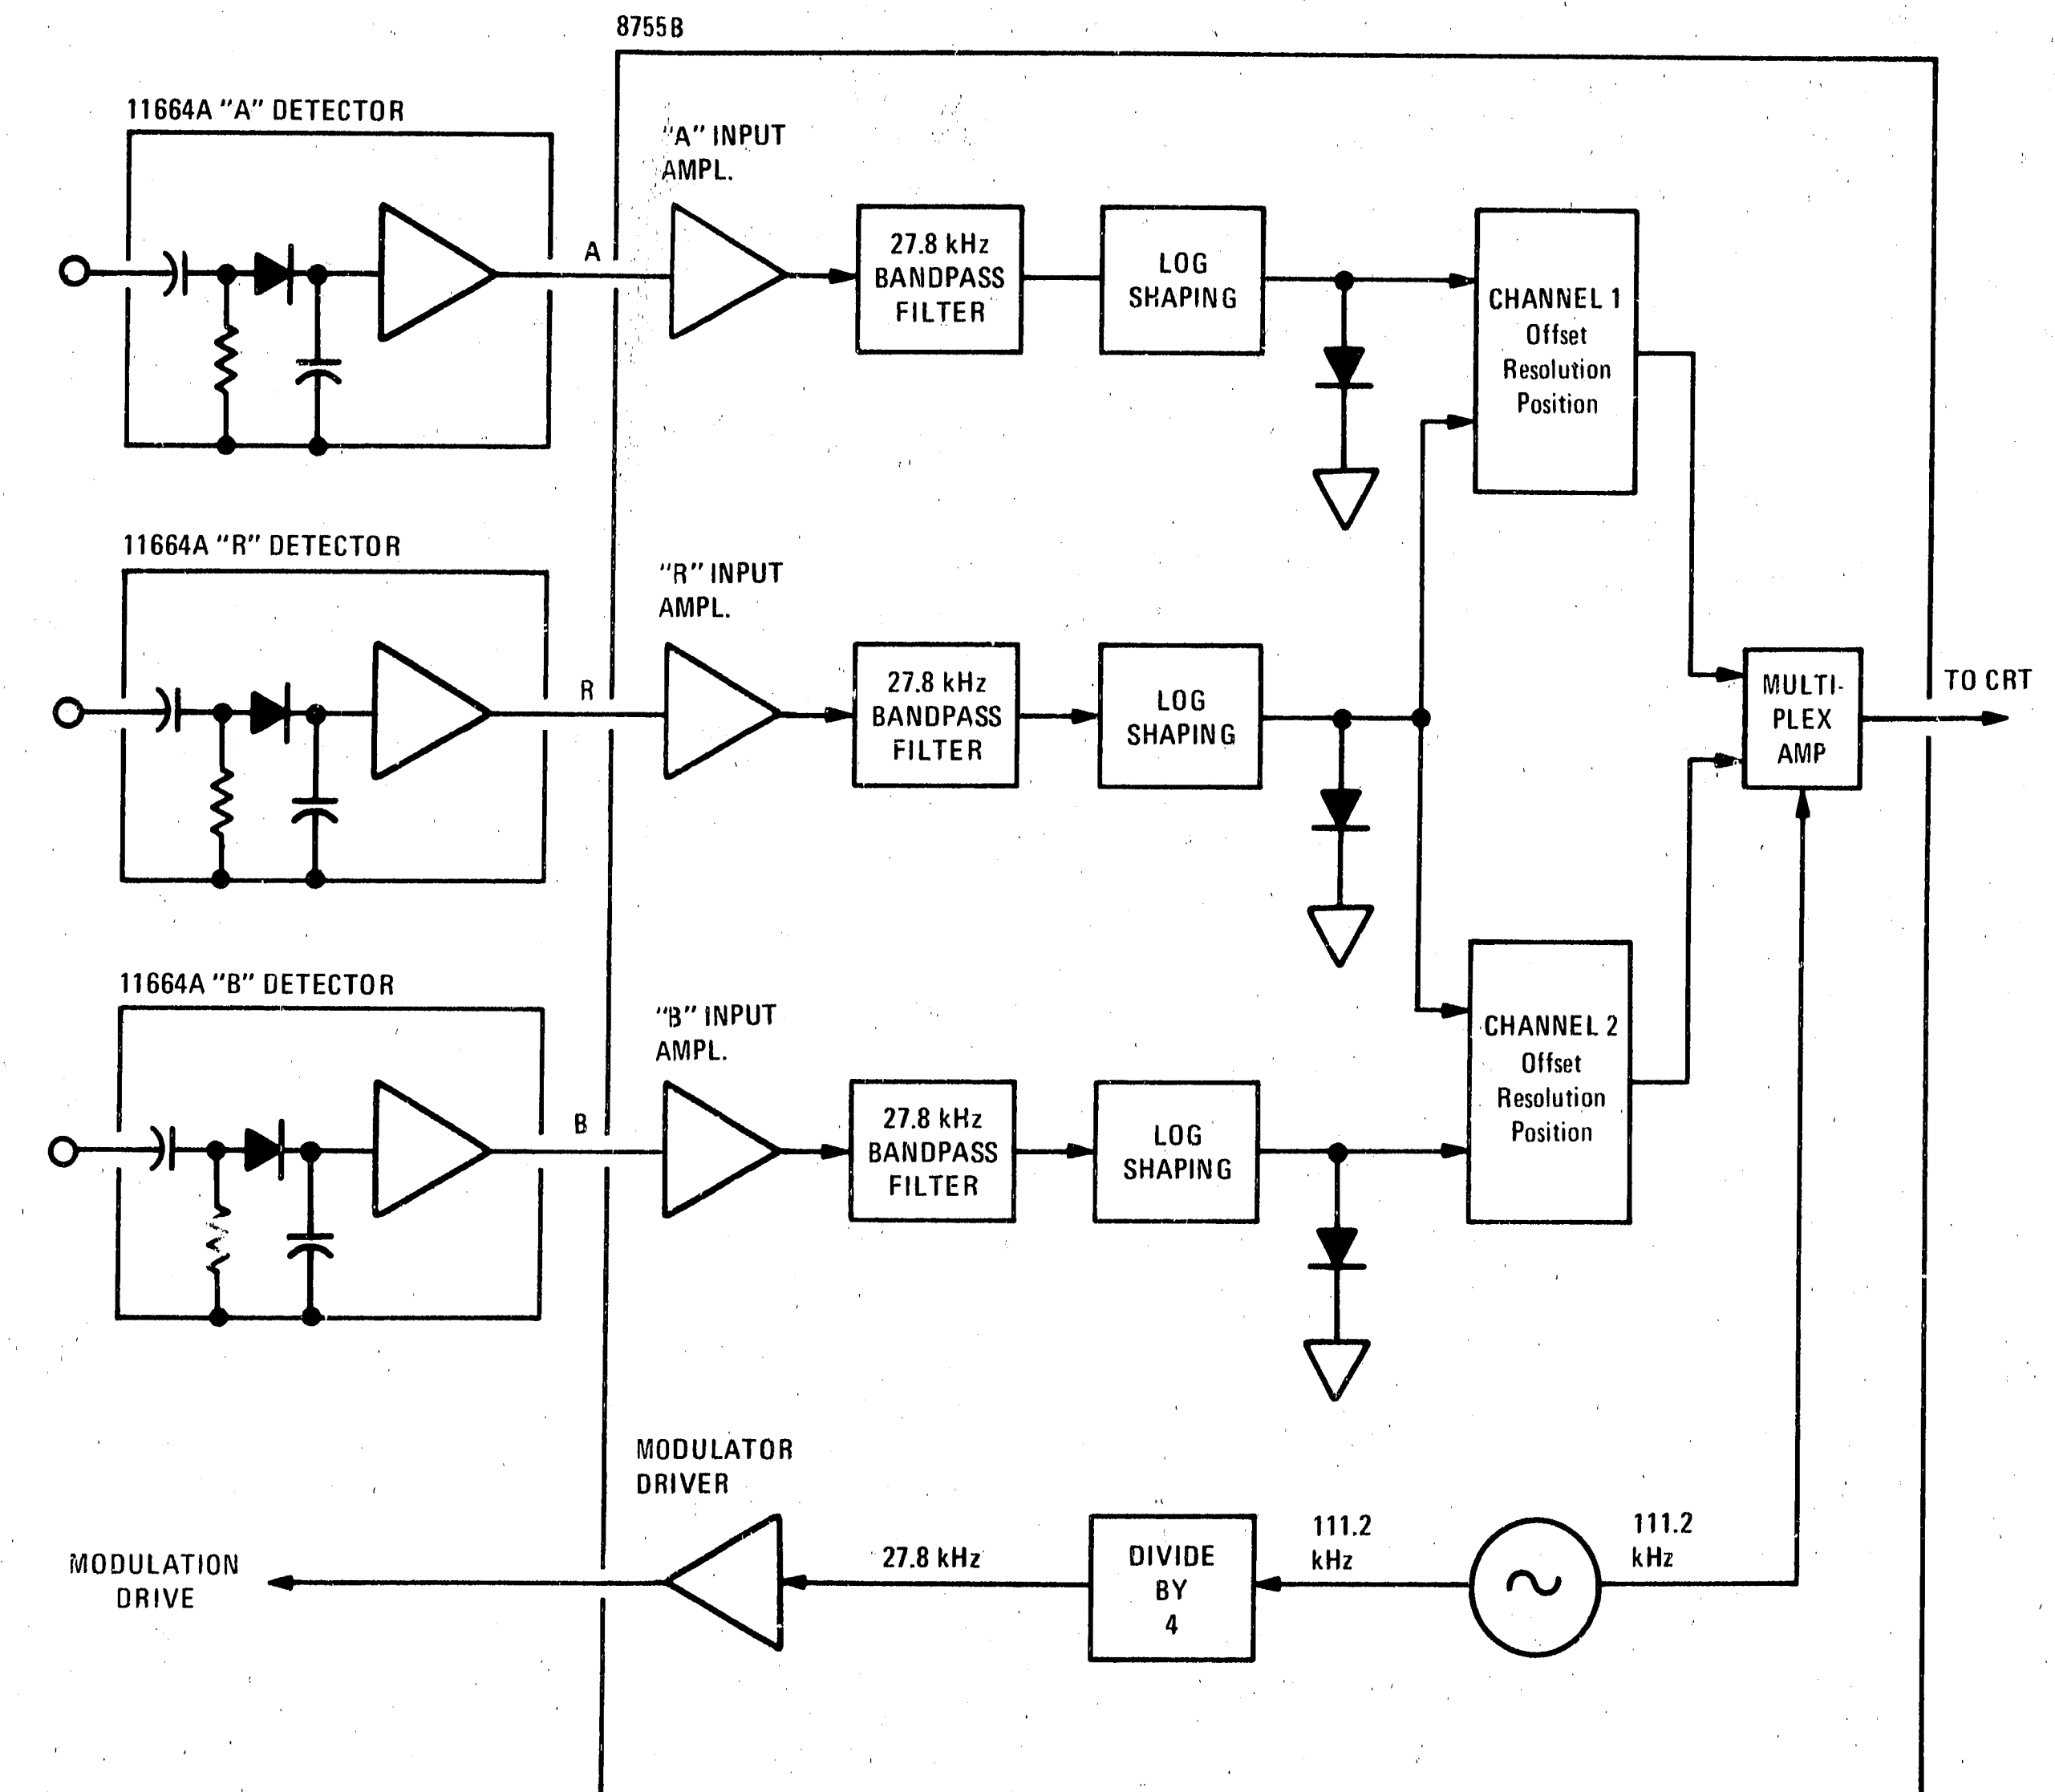 8755B
11664A "A" DETECTOR
"A" INPUT
AMPL.
A
27.8 kHz
BANDPASS
FILTER
LOG
SHAPING
CHANNEL 1
Offset
Resolution
Position
11664A "R" DETECTOR
"R" INPUT
AMPL.
R
27.8 kHz
BANDPASS
FILTER
LOG
SHAPING
MULTI-
PLEX
AMP
TO CRT
11664A "B" DETECTOR
"B" INPUT
AMPL.
B
27.8 kHz
BANDPASS
FILTER
LOG
SHAPING
CHANNEL 2
Offset
Resolution
Position
MODULATOR
DRIVER
MODULATION
DRIVE
27.8 kHz
DIVIDE
BY
4
111.2
kHz
111.2
kHz